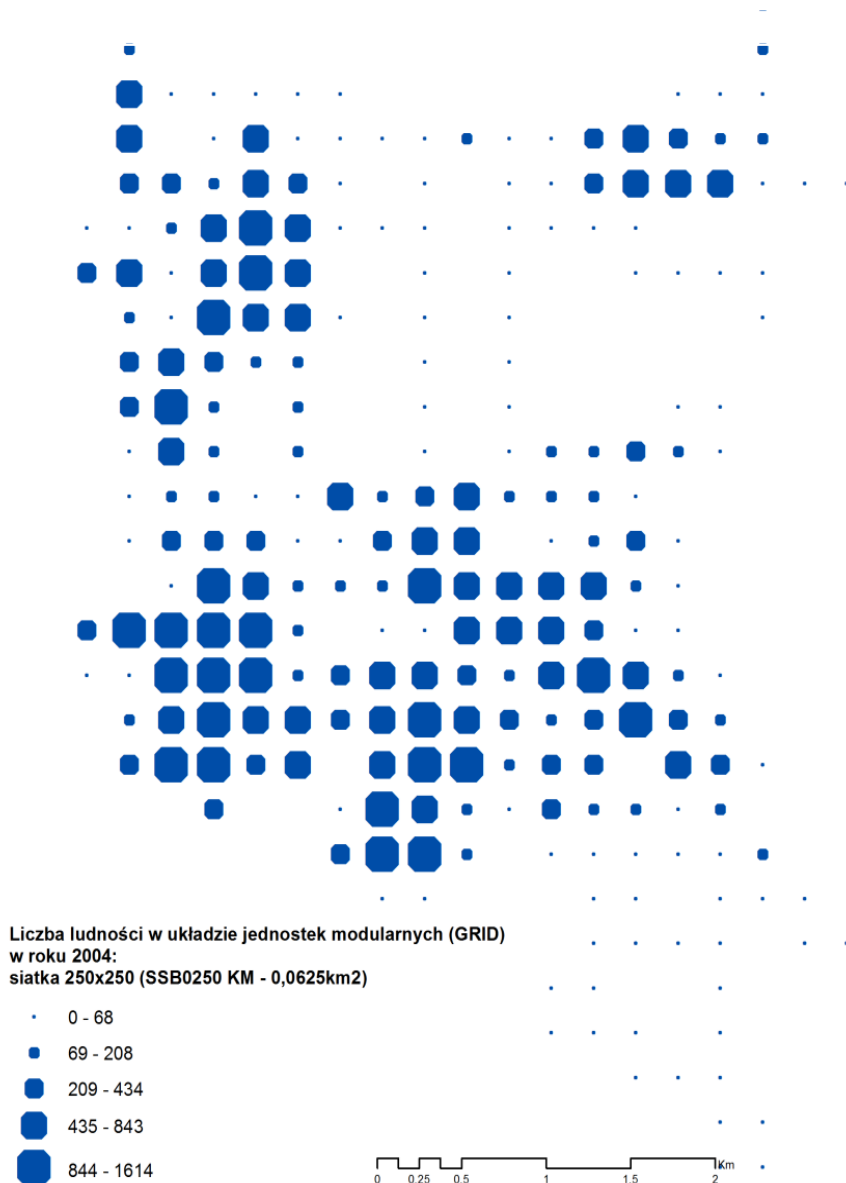 Liczba ludności w układzie jednostek modularnych (GRID)
w roku 2004:
siatka 250x250 (SSB0250 KM - 0,0625km2)
0 - 68
69 - 208
209 - 434
435 - 843
844 - 1614
Km
0 0.25 0.5 1 1.5 2